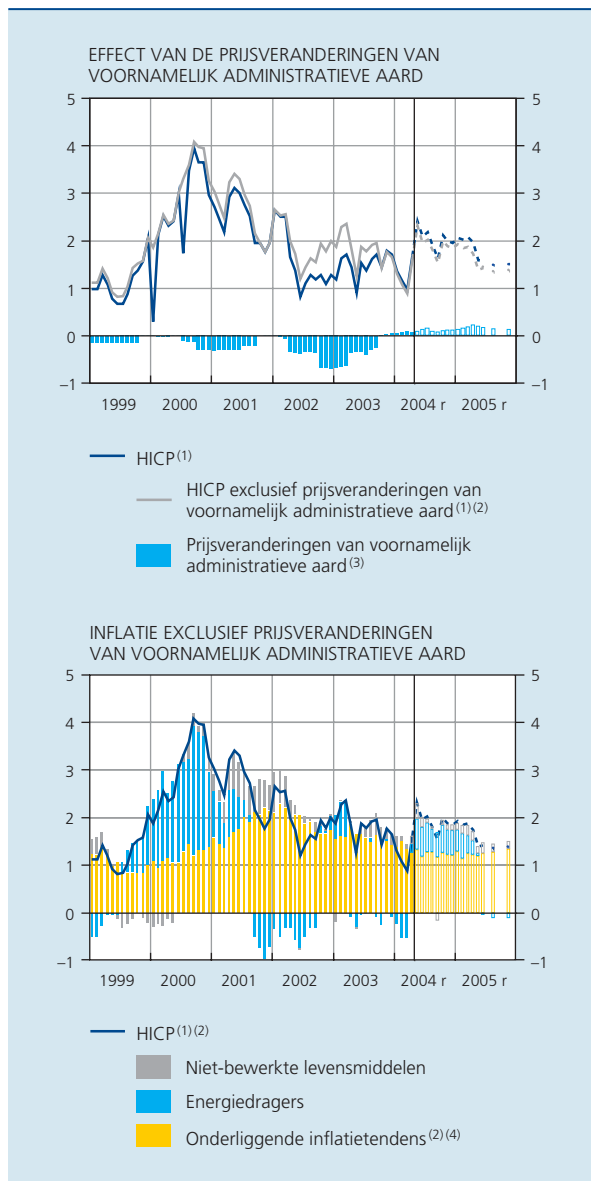 EFFECT VAN DE PRIJSVERANDERINGEN VAN
VOORNAMELIJK ADMINISTRATIEVE AARD
5 5
4 4
3 3
2 2
1 1
0 0
–1 –1
1999 2000 2001 2002 2003 2004 r 2005 r
HICP (1)
HICP exclusief prijsveranderingen van
voornamelijk administratieve aard (1) (2)
Prijsveranderingen van voornamelijk
administratieve aard (3)
INFLATIE EXCLUSIEF PRIJSVERANDERINGEN
VAN VOORNAMELIJK ADMINISTRATIEVE AARD
5 5
4 4
3 3
2 2
1 1
0 0
–1 –1
1999 2000 2001 2002 2003 2004 r 2005 r
HICP (1) (2)
Niet-bewerkte levensmiddelen
Energiedragers
Onderliggende inflatietendens (2) (4)